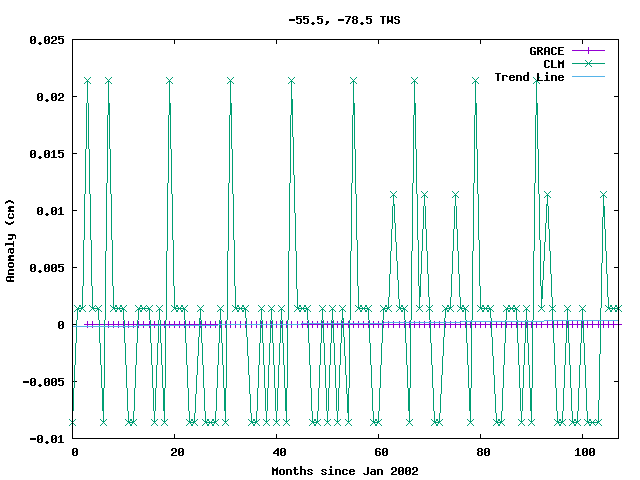 -55.5, -78.5 TWS
0.025
0.02
0.015
0.01
0.005
0
-0.005
-0.01
Anomaly (cm)
GRACE
CLM
Trend Line
0 20 40 60 80 100
Months since Jan 2002